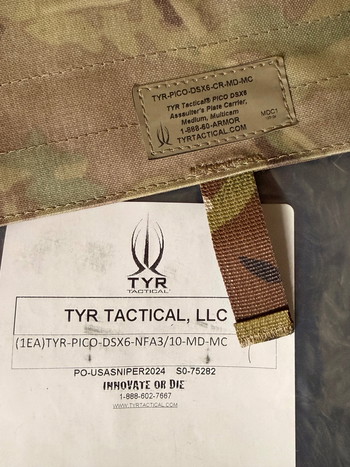 TYR-PICO-DSX6-CR-MD-MC
TYR Tactical® PICO DSX6
Assaulter's Plate Carrier,
Medium, Multicam
1-888-60-ARMOR
TYRTACTICAL.COM
MOC1
TYR
TACTICAL®
TYR TACTICAL, LLC
(1EA)TYR-PICO-DSX6-NFA3/10-MD-MC
PO-USASNIPER2024 S0-75282
INNOVATE OR DIE
1-888-602-7667
WWW.TYRTACTICAL.COM